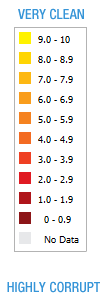 VERY CLEAN
9.0 - 10
8.0 - 8.9
7.0 - 7.9
6.0 - 6.9
5.0 - 5.9
4.0 - 4.9
3.0 - 3.9
2.0 - 2.9
1.0 - 1.9
0 - 0.9
No Data
HIGHLY CORRUPT